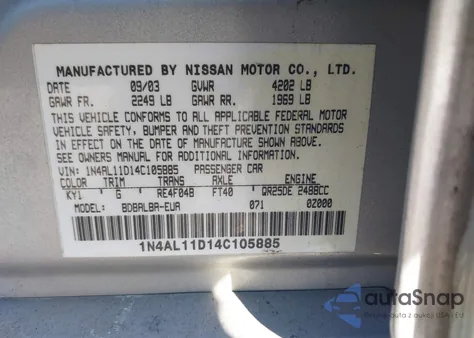 MANUFACTURED BY NISSAN MOTOR CO., LTD.
DATE 09/03 GVWR 4202 LB
GAWR FR. 2249 LB GAWR RR. 1969 LB
THIS VEHICLE CONFORMS TO ALL APPLICABLE FEDERAL MOTOR
VEHICLE SAFETY, BUMPER AND THEFT PREVENTION STANDARDS
IN EFFECT ON THE DATE OF MANUFACTURE SHOWN ABOVE.
SEE OWNERS MANUAL FOR ADDITIONAL INFORMATION.
VIN: 1N4AL11D14C105885 PASSENGER CAR
COLOR TRIM TRANS AXLE ENGINE
KY1 G RE4F04B FT40 QR25DE 2488CC
MODEL: BDBALBA-EUA 071 0Z000
1N4AL11D14C105885
autoSnap